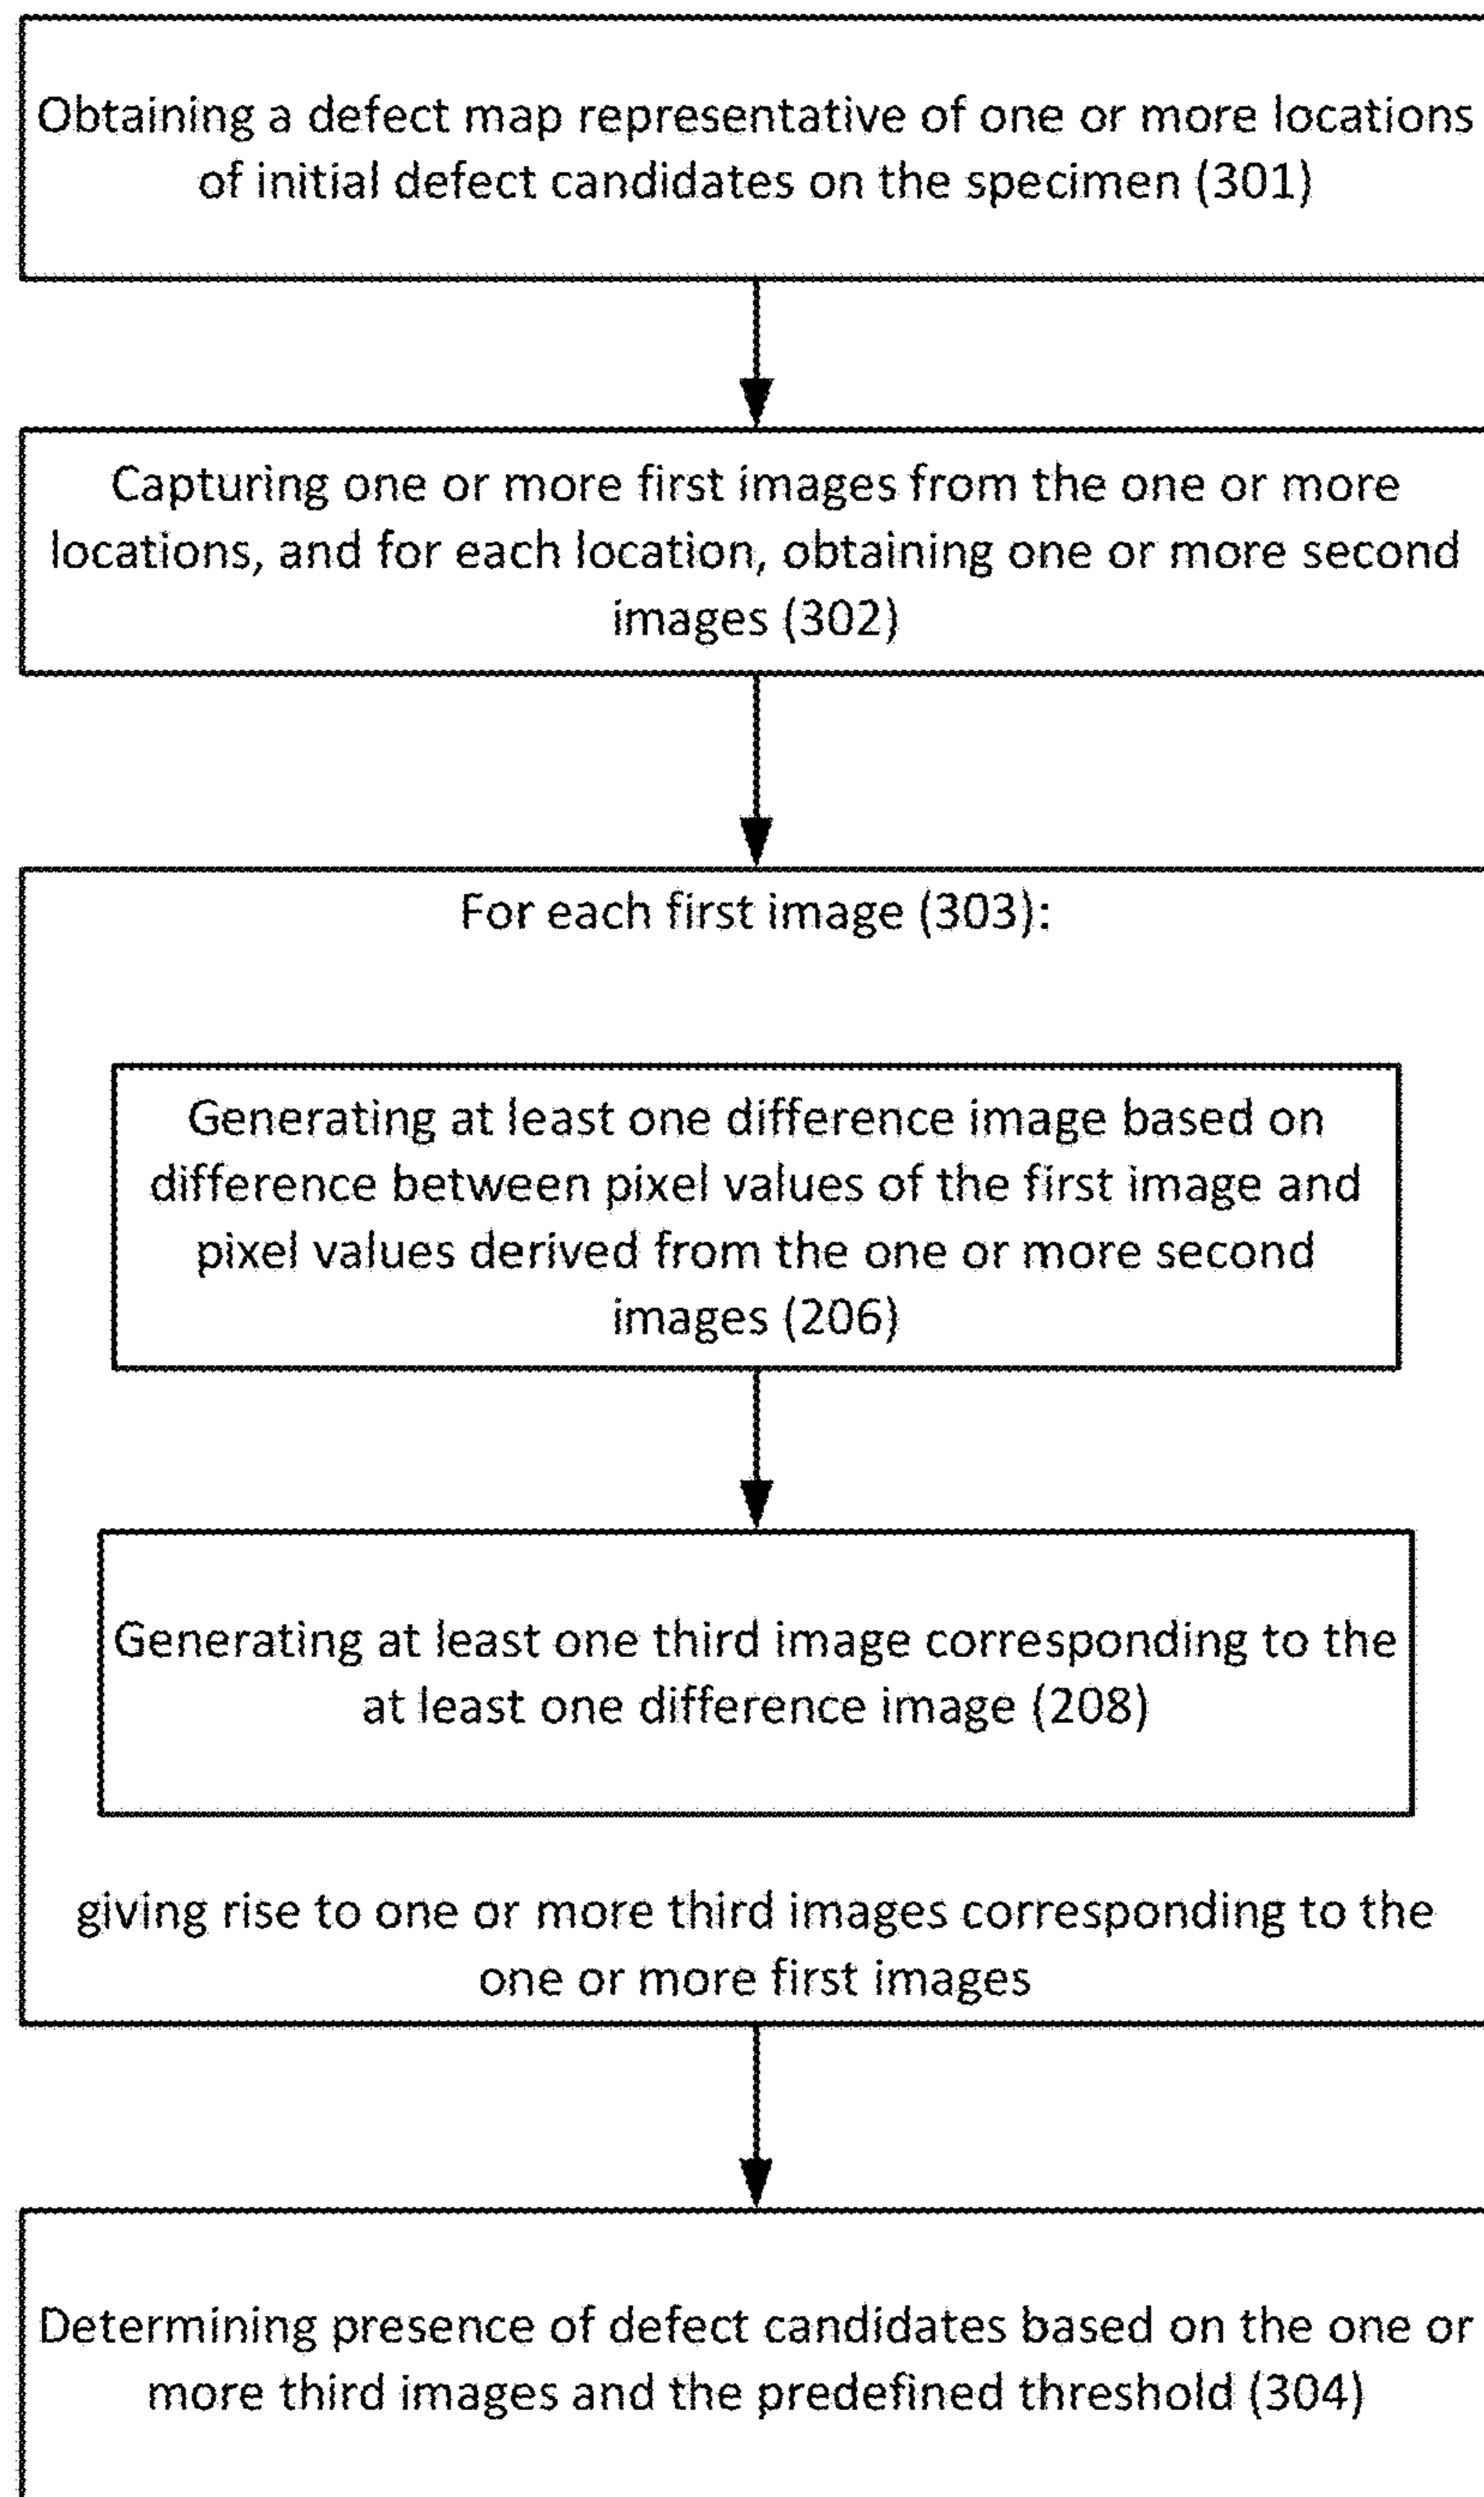 Obtaining a defect map representative of one or more locations
of initial defect candidates on the specimen (301)
Capturing one or more first images from the one or more
locations, and for each location, obtaining one or more second
images (302)
For each first image (303):
Generating at least one difference image based on
difference between pixel values of the first image and
pixel values derived from the one or more second
images (206)
Generating at least one third image corresponding to the
at least one difference image (208)
giving rise to one or more third images corresponding to the
one or more first images
Determining presence of defect candidates based on the one or
more third images and the predefined threshold (304)